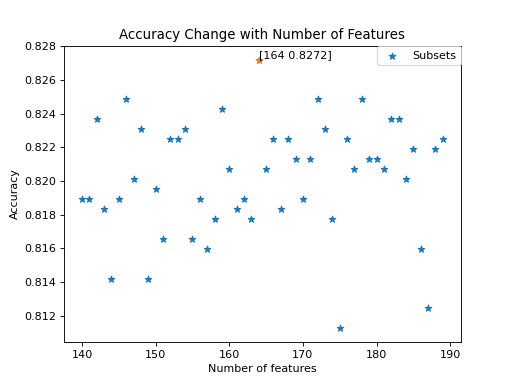 Accuracy Change with Number of Features
[164 0.8272]
Subsets
0.828
0.826
0.824
0.822
0.820
0.818
0.816
0.814
0.812
Accuracy
140 150 160 170 180 190
Number of features